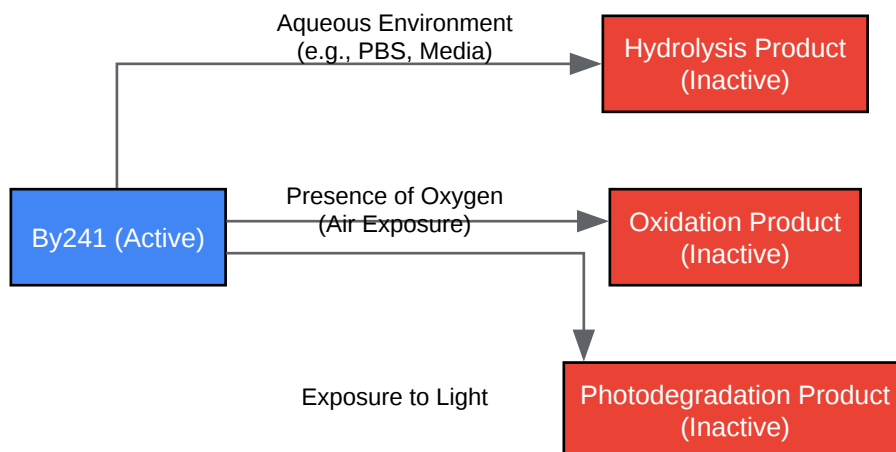 Aqueous Environment
(e.g., PBS, Media)
Hydrolysis Product
(Inactive)
By241 (Active)
Presence of Oxygen
(Air Exposure)
Oxidation Product
(Inactive)
Exposure to Light
Photodegradation Product
(Inactive)